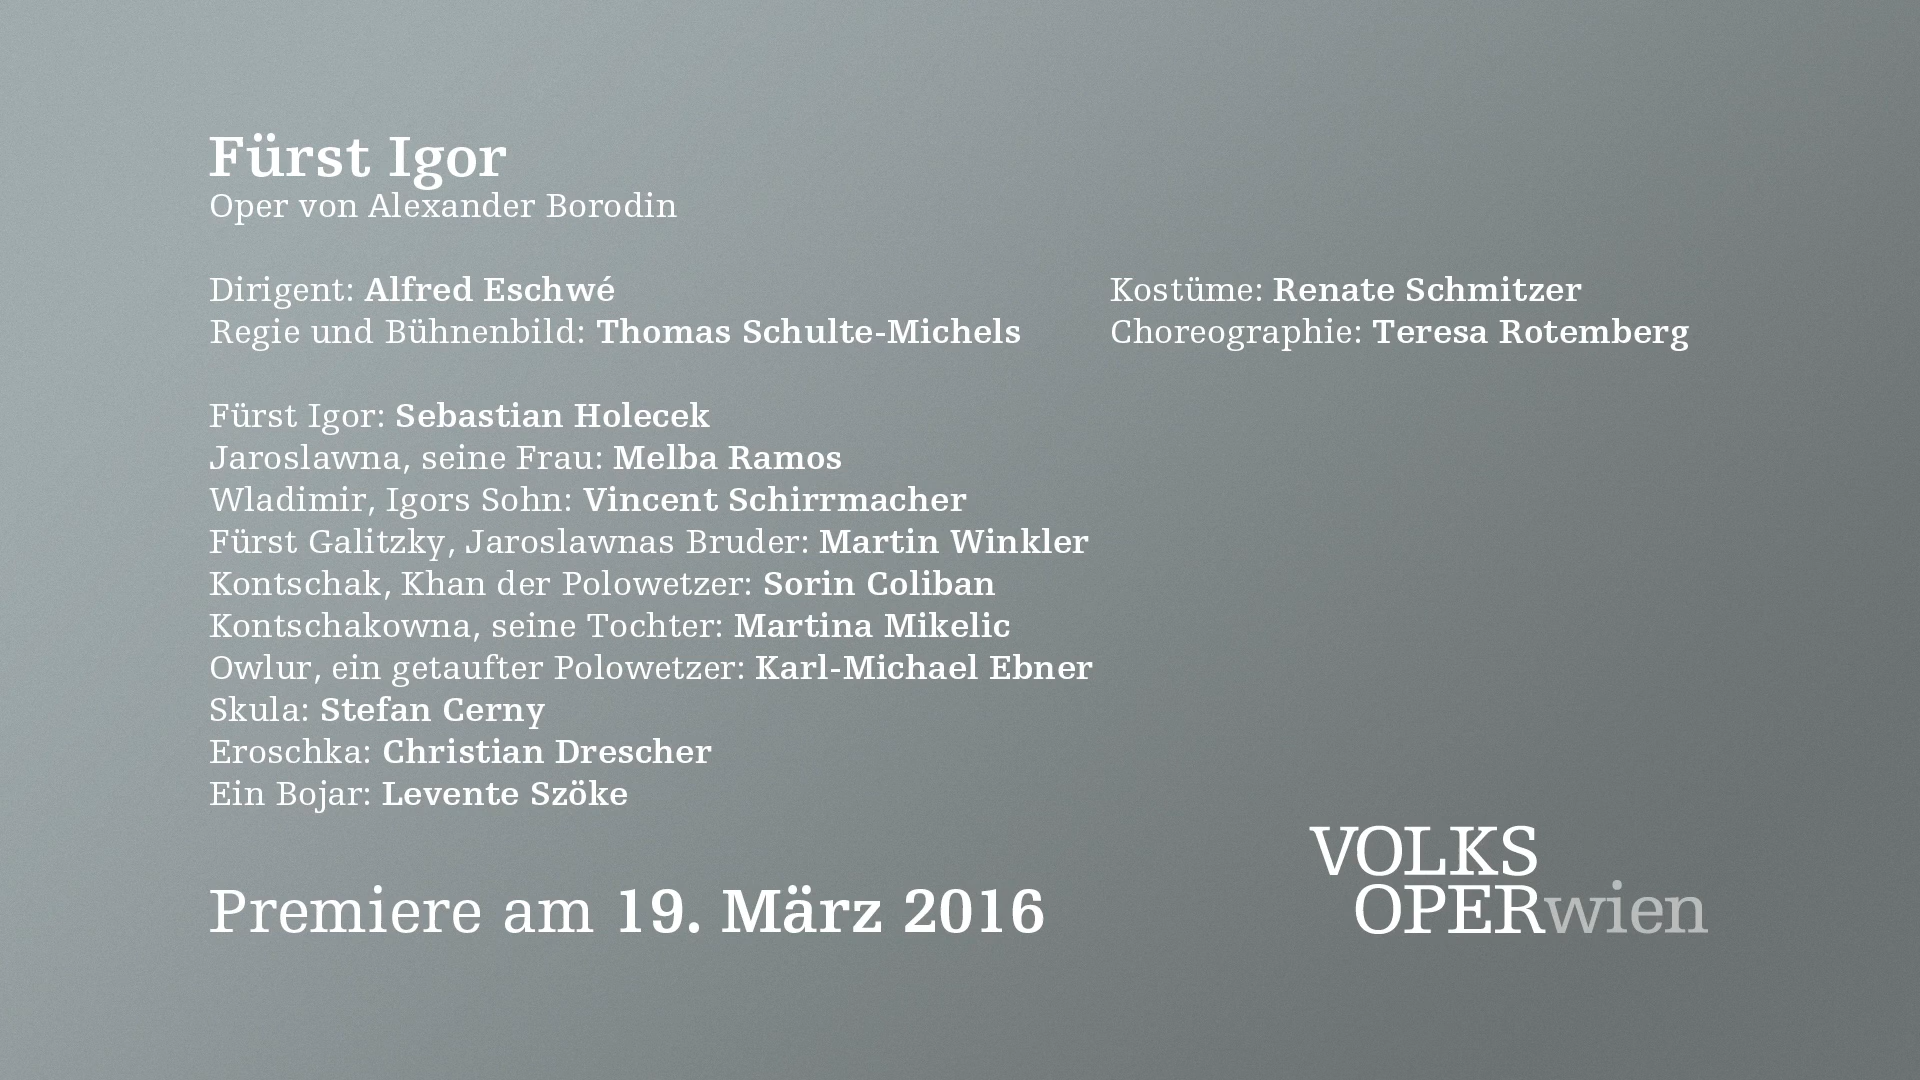 Fürst Igor
Oper von Alexander Borodin
Dirigent: Alfred Eschwé
Regie und Bühnenbild: Thomas Schulte-Michels
Kostüme: Renate Schmitzer
Choreographie: Teresa Rotemberg
Fürst Igor: Sebastian Holecek
Jaroslawna, seine Frau: Melba Ramos
Wladimir, Igors Sohn: Vincent Schirrmacher
Fürst Galitzky, Jaroslawnas Bruder: Martin Winkler
Kontschak, Khan der Polowetzer: Sorin Coliban
Kontschakowna, seine Tochter: Martina Mikelic
Owlur, ein getaufter Polowetzer: Karl-Michael Ebner
Skula: Stefan Cerny
Eroschka: Christian Drescher
Ein Bojar: Levente Szöke
Premiere am 19. März 2016
VOLKS
OPERwien